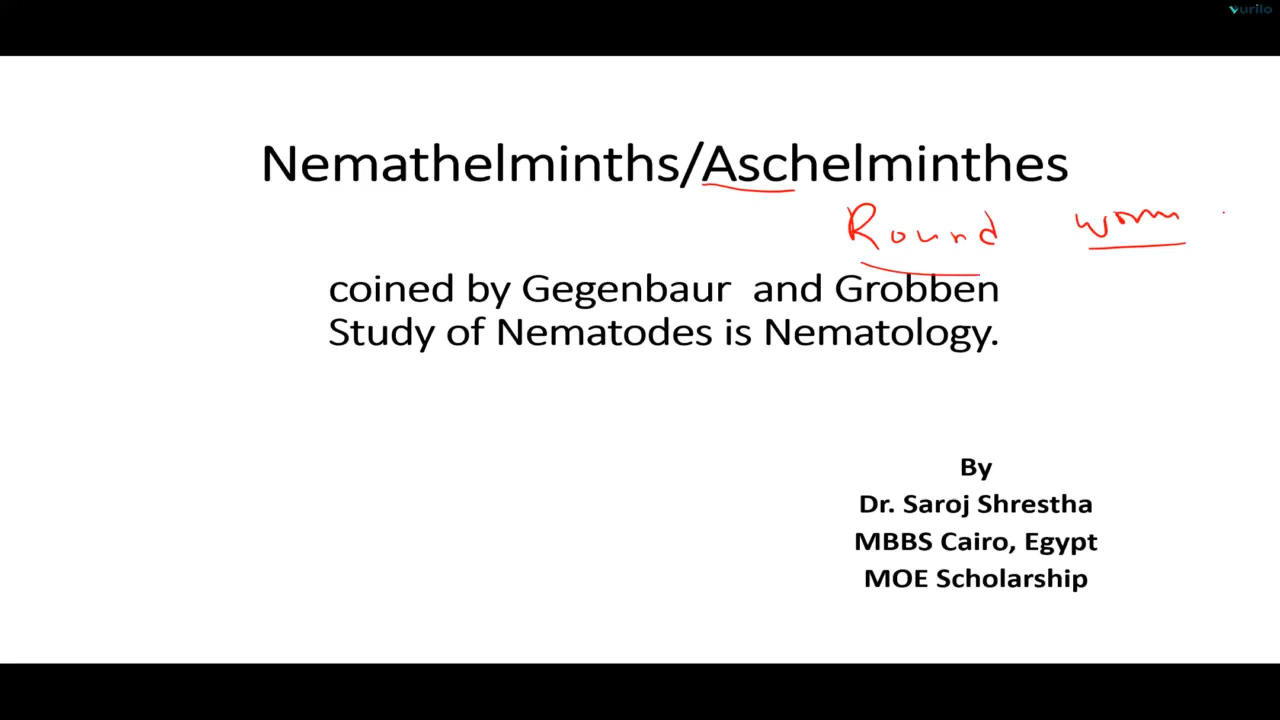 vurilo
Nemathelminths/Aschelminthes
Round worm
coined by Gegenbaur and Grobben
Study of Nematodes is Nematology.
By
Dr. Saroj Shrestha
MBBS Cairo, Egypt
MOE Scholarship